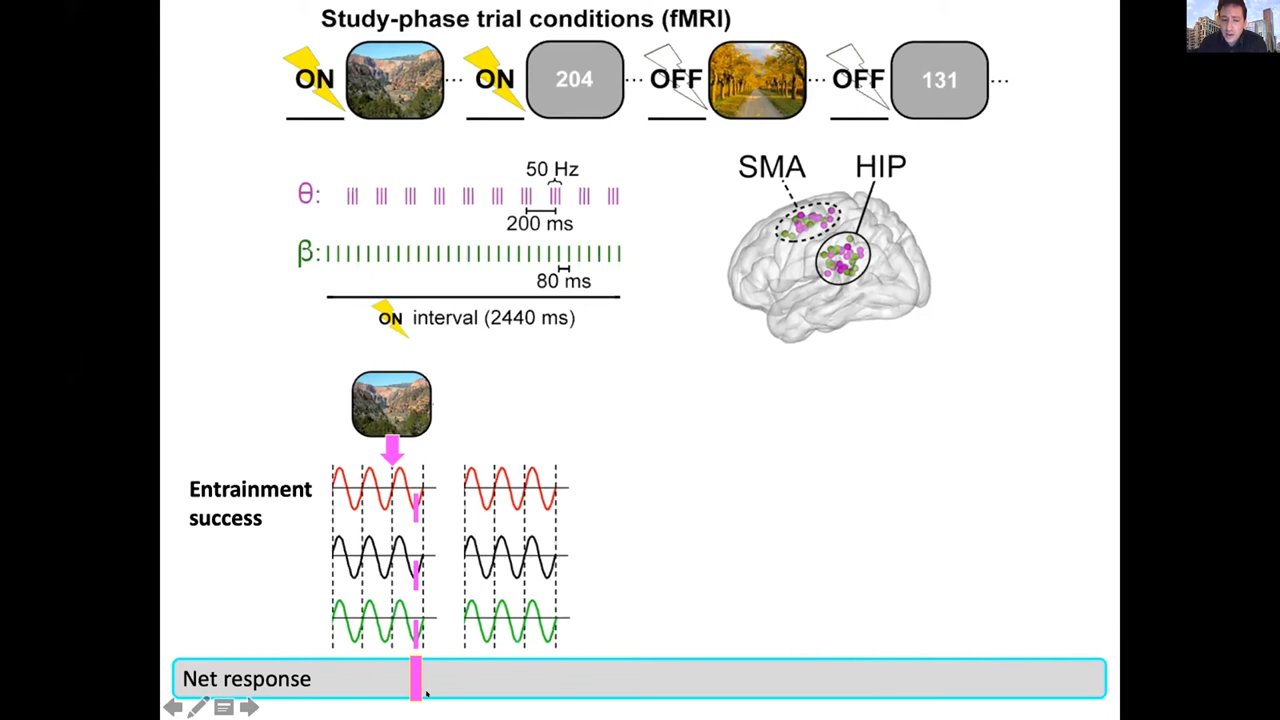 Study-phase trial conditions (fMRI)
ON ... ON 204 ... OFF ... OFF 131 ...
SMA HIP
50 Hz
θ:
200 ms
β:
80 ms
ON interval (2440 ms)
Entrainment
success
Net response